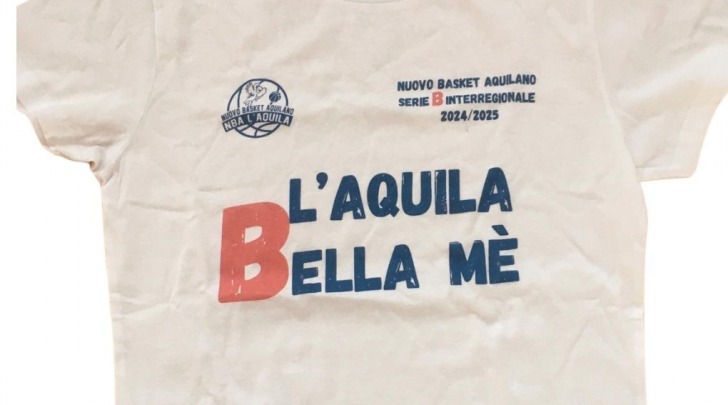 NUOVO BASKET AQUILANO
NBA L'AQUILA
NUOVO BASKET AQUILANO
SERIE B INTERREGIONALE
2024/2025
L'AQUILA
BELLA MÈ